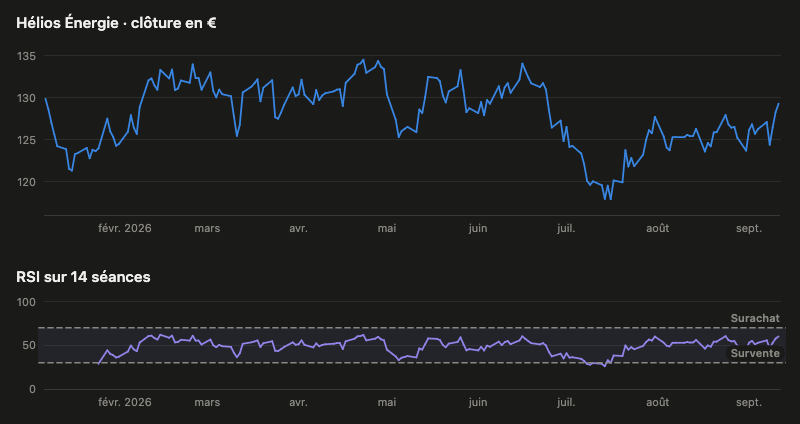 Hélios Énergie · clôture en €
135
130
125
120
févr. 2026 mars avr. mai juin juil. août sept.
RSI sur 14 séances
100
Surachat
50
Survente
0
févr. 2026 mars avr. mai juin juil. août sept.